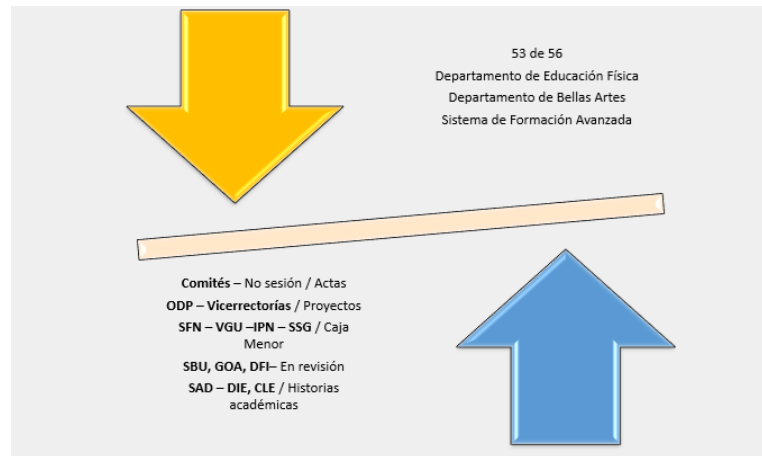 53 de 56
Departamento de Educación Física
Departamento de Bellas Artes
Sistema de Formación Avanzada
Comités – No sesión / Actas
ODP – Vicerrectorías / Proyectos
SFN – VGU –IPN – SSG / Caja
Menor
SBU, GOA, DFI– En revisión
SAD – DIE, CLE / Historias
académicas